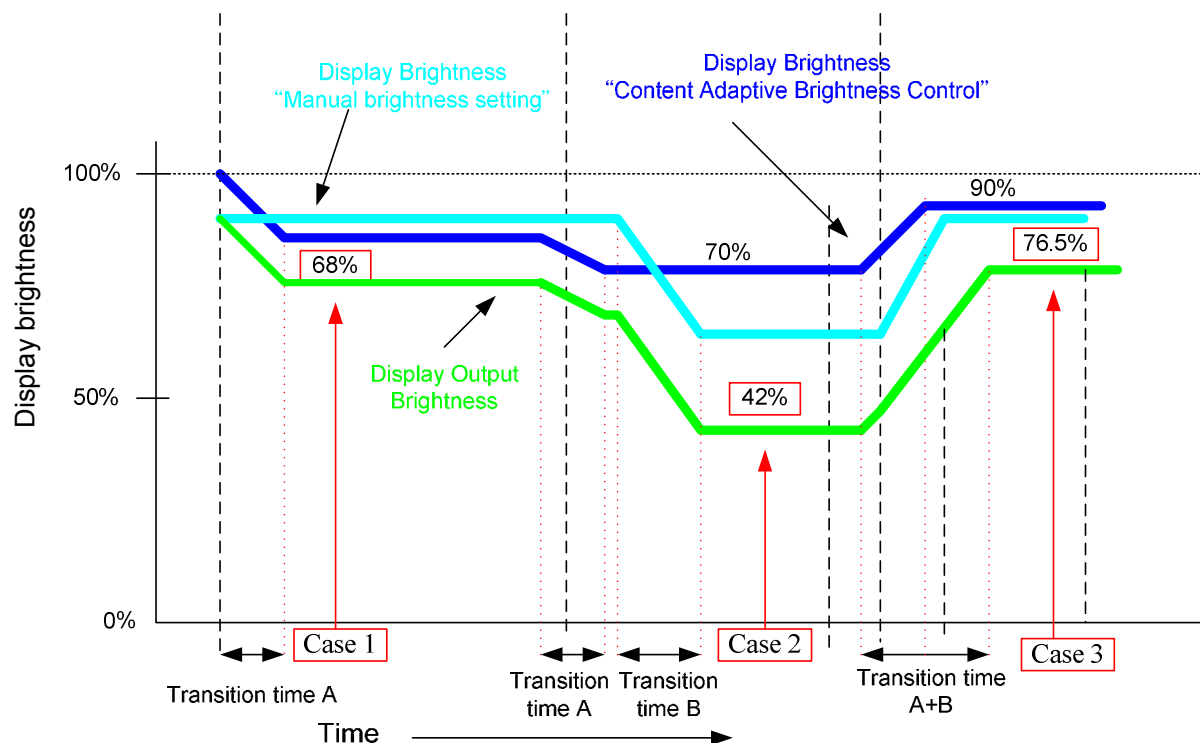 Display Brightness
“Manual brightness setting”
Display Brightness
“Content Adaptive Brightness Control”
100%
90%
76.5%
70%
68%
Display Output
Brightness
42%
50%
Display brightness
0%
Case 1
Case 2
Case 3
Transition time A
Transition
time A
Transition
time B
Transition time
A+B
Time